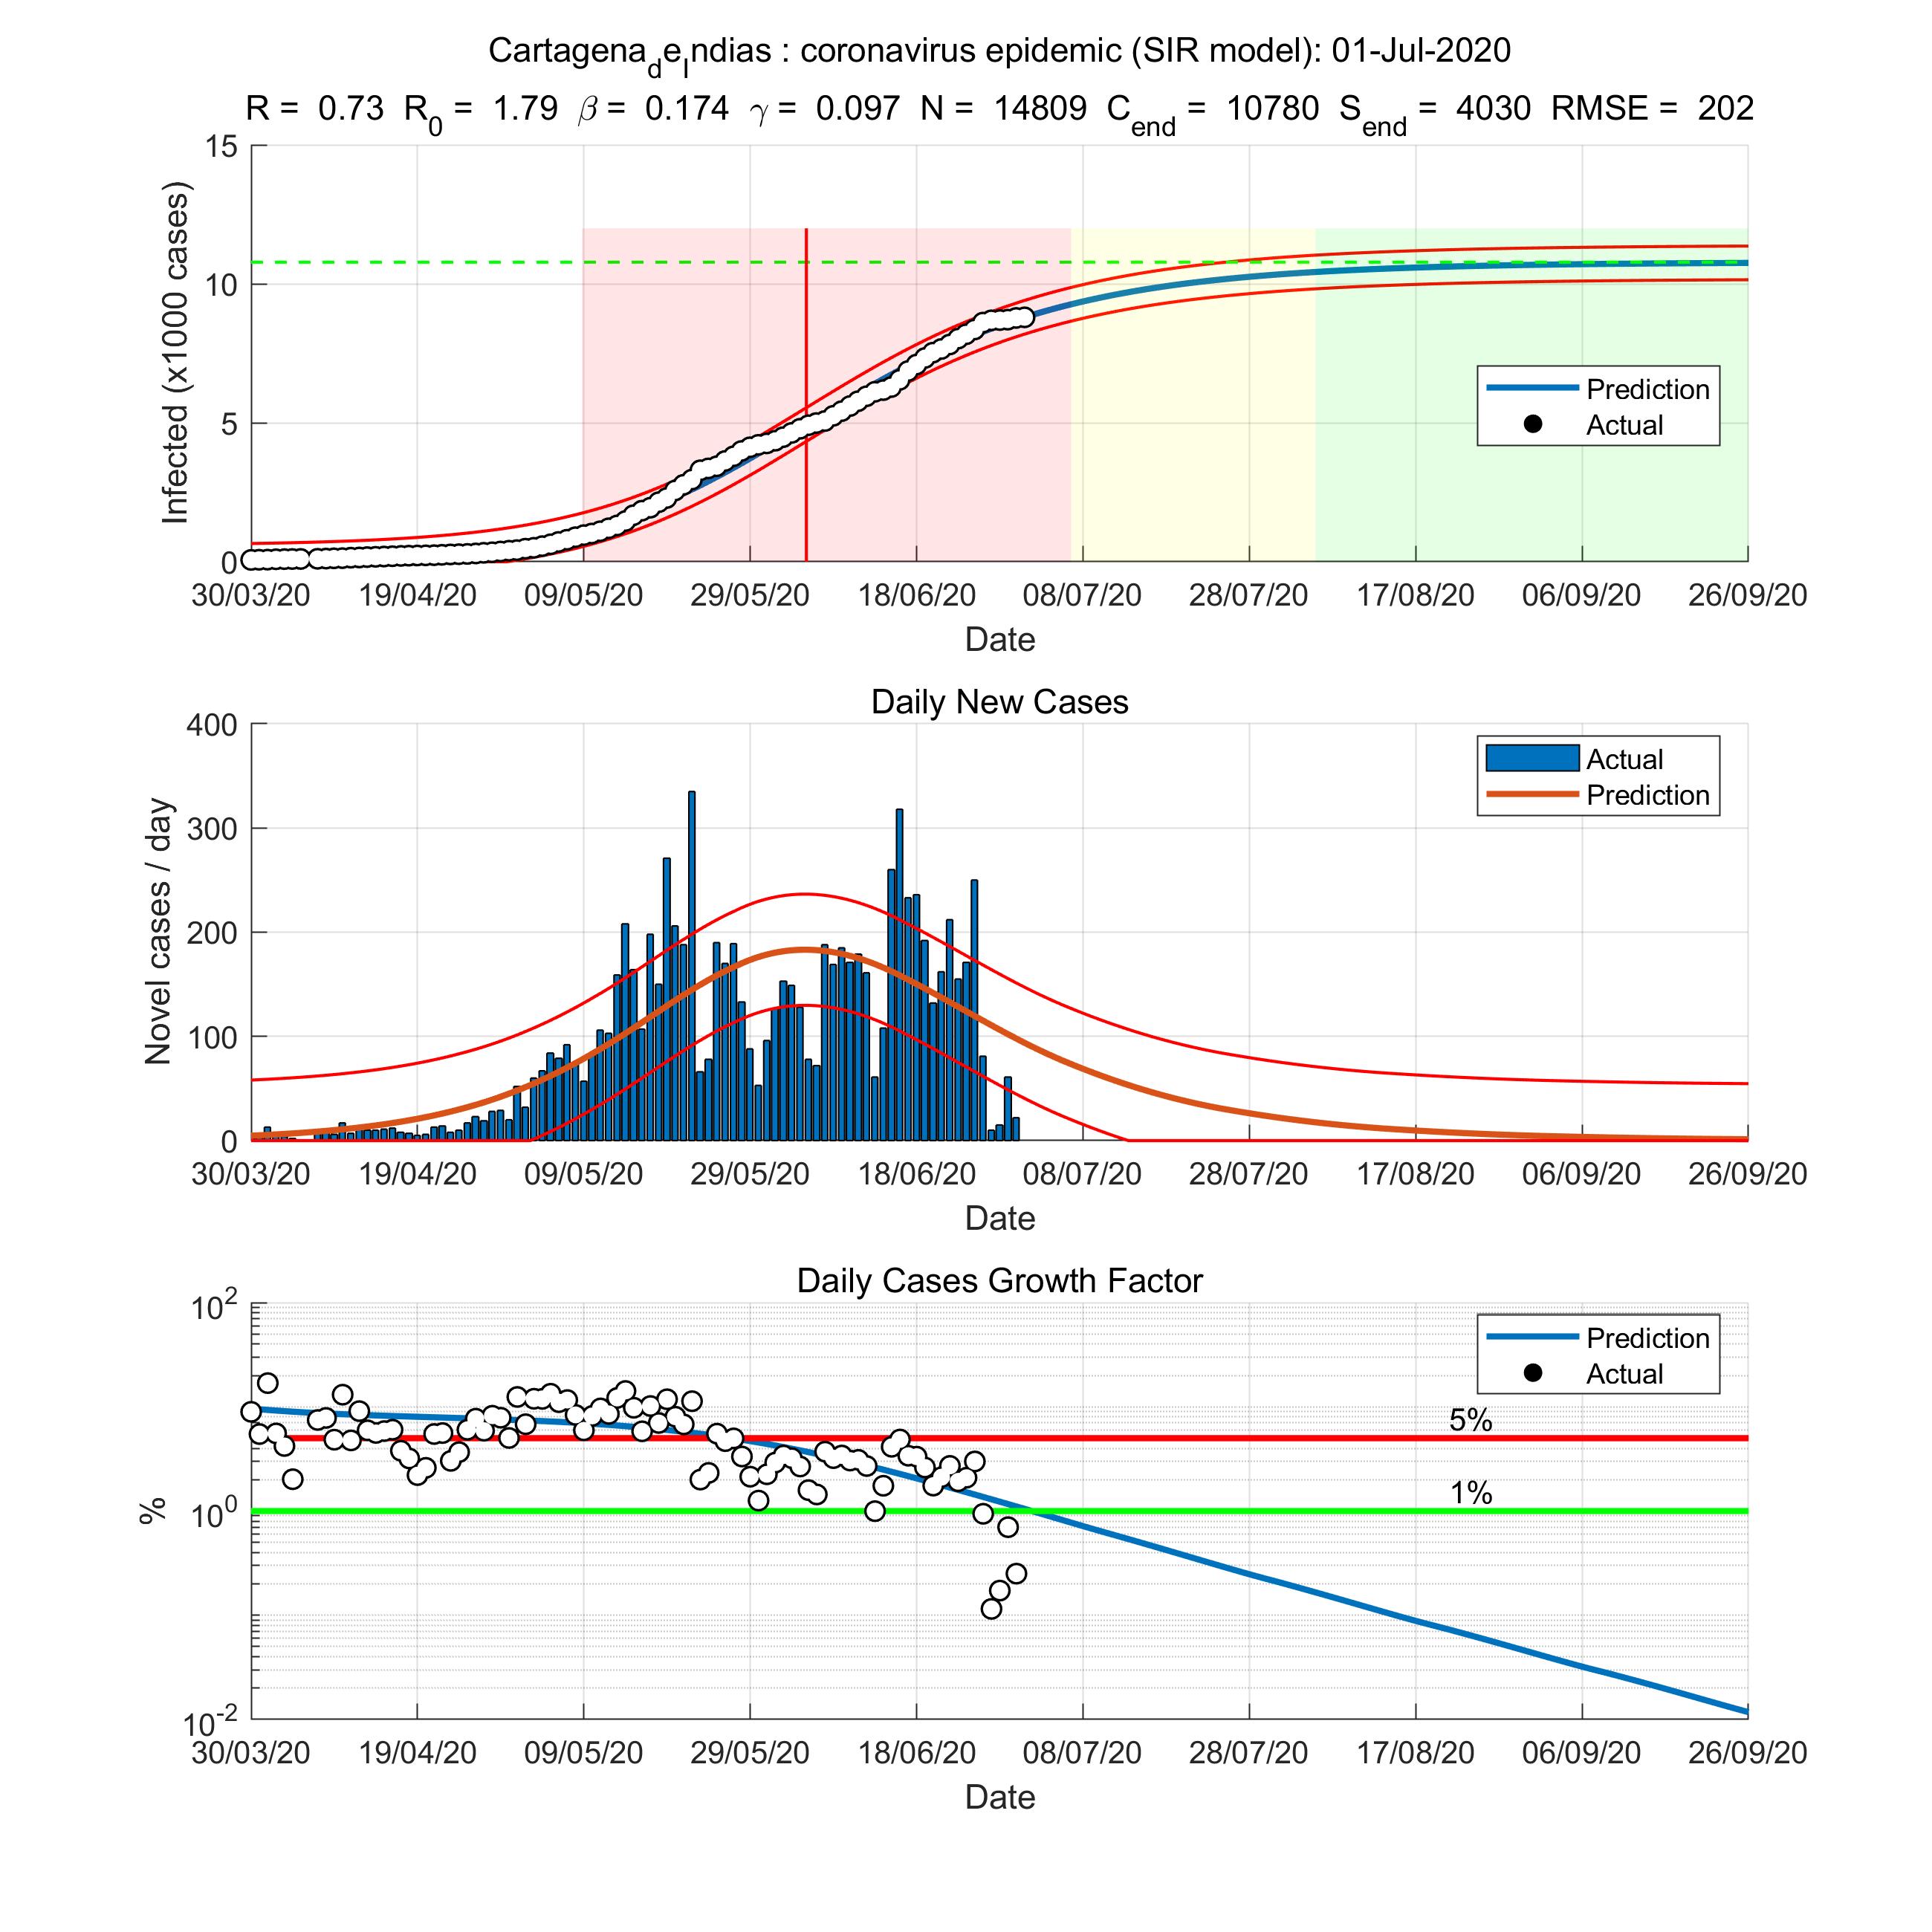 Cartagena_de_Indias : coronavirus epidemic (SIR model): 01-Jul-2020
R = 0.73 R0 = 1.79 β = 0.174 γ = 0.097 N = 14809 Cend = 10780 Send = 4030 RMSE = 202
15
10
5
0
Infected (x1000 cases)
Prediction
Actual
30/03/20 19/04/20 09/05/20 29/05/20 18/06/20 08/07/20 28/07/20 17/08/20 06/09/20 26/09/20
Date
Daily New Cases
400
300
200
100
0
Novel cases / day
Actual
Prediction
30/03/20 19/04/20 09/05/20 29/05/20 18/06/20 08/07/20 28/07/20 17/08/20 06/09/20 26/09/20
Date
Daily Cases Growth Factor
10^2
10^0
10^-2
%
Prediction
Actual
5%
1%
30/03/20 19/04/20 09/05/20 29/05/20 18/06/20 08/07/20 28/07/20 17/08/20 06/09/20 26/09/20
Date